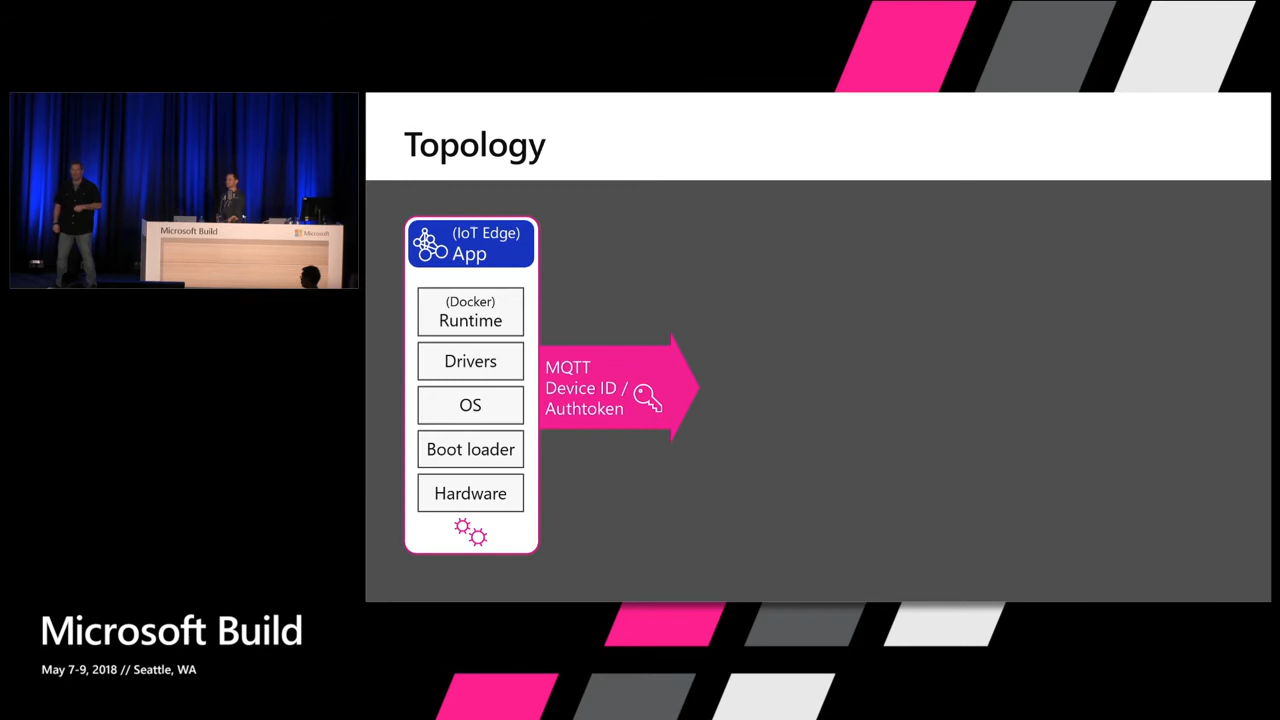 Topology
(IoT Edge)
App
(Docker)
Runtime
Drivers
OS
Boot loader
Hardware
MQTT
Device ID /
Authtoken
Microsoft Build
Microsoft
Microsoft Build
May 7-9, 2018 // Seattle, WA